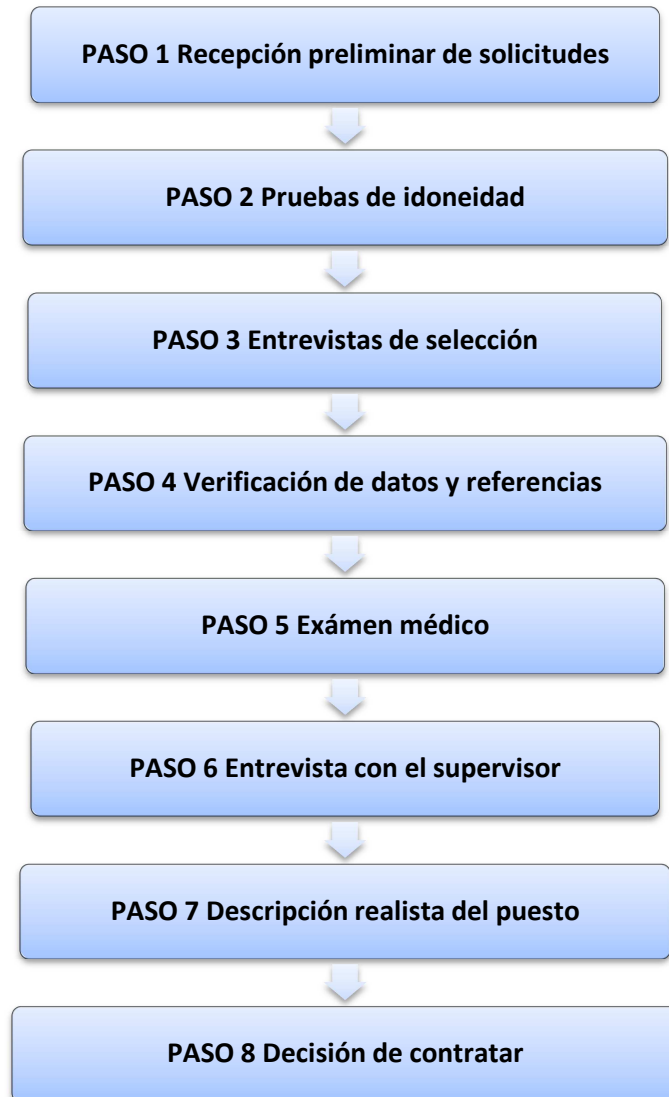 PASO 1 Recepción preliminar de solicitudes
PASO 2 Pruebas de idoneidad
PASO 3 Entrevistas de selección
PASO 4 Verificación de datos y referencias
PASO 5 Exámen médico
PASO 6 Entrevista con el supervisor
PASO 7 Descripción realista del puesto
PASO 8 Decisión de contratar